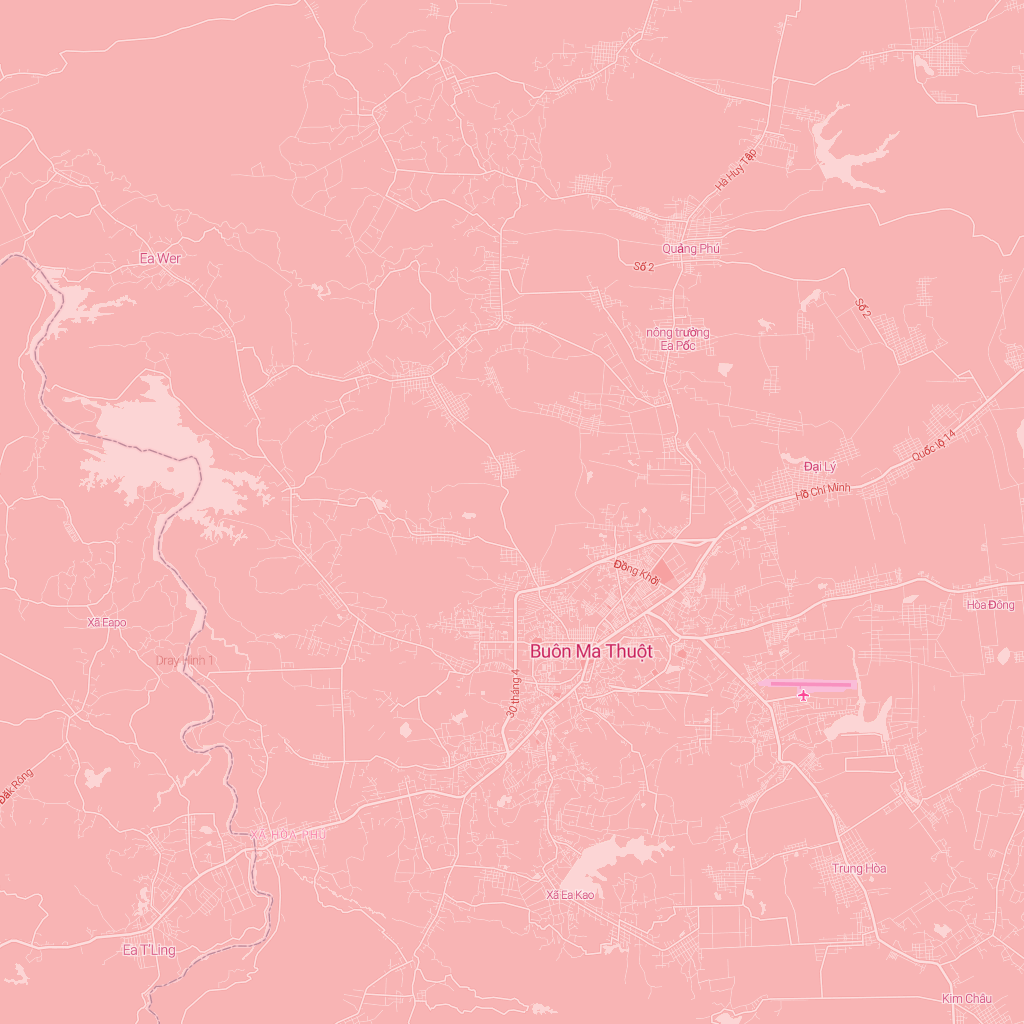 Hà Huy Tập
Quảng Phú
Ea Wer
Số 2
Số 2
nông trường
Ea Pốc
Quốc lộ 14
Đại Lý
Hồ Chí Minh
Đồng Khởi
Hòa Đông
Xã Eapo
Buôn Ma Thuột
Dray Hinh 1
30 tháng 4
Đăk Rông
XÃ HÒA PHÚ
Trung Hòa
Xã Ea Kao
Ea T'Ling
Kim Châu